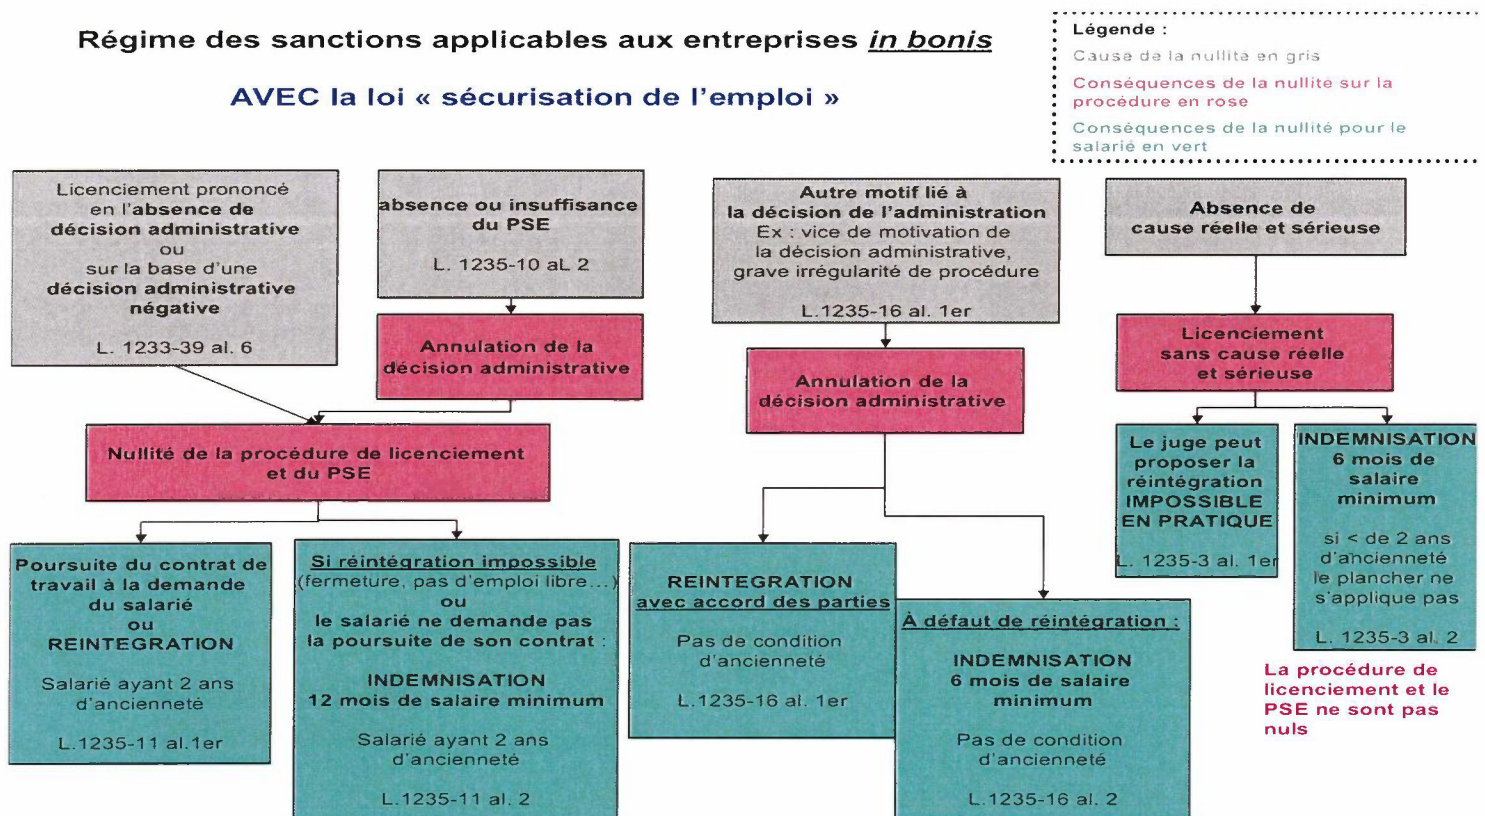 Régime des sanctions applicables aux entreprises in bonis
AVEC la loi « sécurisation de l'emploi »
Légende :
Cause de la nullité en gris
Conséquences de la nullité sur la
procédure en rose
Conséquences de la nullité pour le
salarié en vert
Licenciement prononcé
en l'absence de
décision administrative
ou
sur la base d'une
décision administrative
négative
L. 1233-39 al. 6
absence ou insuffisance
du PSE
L. 1235-10 aL 2
Autre motif lié à
la décision de l'administration
Ex : vice de motivation de
la décision administrative,
grave irrégularité de procédure
L.1235-16 al. 1er
Absence de
cause réelle et sérieuse
Annulation de la
décision administrative
Annulation de la
décision administrative
Licenciement
sans cause réelle
et sérieuse
Nullité de la procédure de licenciement
et du PSE
Poursuite du contrat de
travail à la demande
du salarié
ou
REINTEGRATION
Salarié ayant 2 ans
d'ancienneté
L.1235-11 al.1er
Si réintégration impossible
(fermeture, pas d'emploi libre...)
ou
le salarié ne demande pas
la poursuite de son contrat :
INDEMNISATION
12 mois de salaire minimum
Salarié ayant 2 ans
d'ancienneté
L.1235-11 al. 2
REINTEGRATION
avec accord des parties
Pas de condition
d'ancienneté
L.1235-16 al. 1er
À défaut de réintégration :
INDEMNISATION
6 mois de salaire
minimum
Pas de condition
d'ancienneté
L.1235-16 al. 2
Le juge peut
proposer la
réintégration
IMPOSSIBLE
EN PRATIQUE
L. 1235-3 al. 1er
INDEMNISATION
6 mois de
salaire
minimum
si < de 2 ans
d'ancienneté
le plancher ne
s'applique pas
L. 1235-3 al. 2
La procédure de
licenciement et le
PSE ne sont pas
nuls